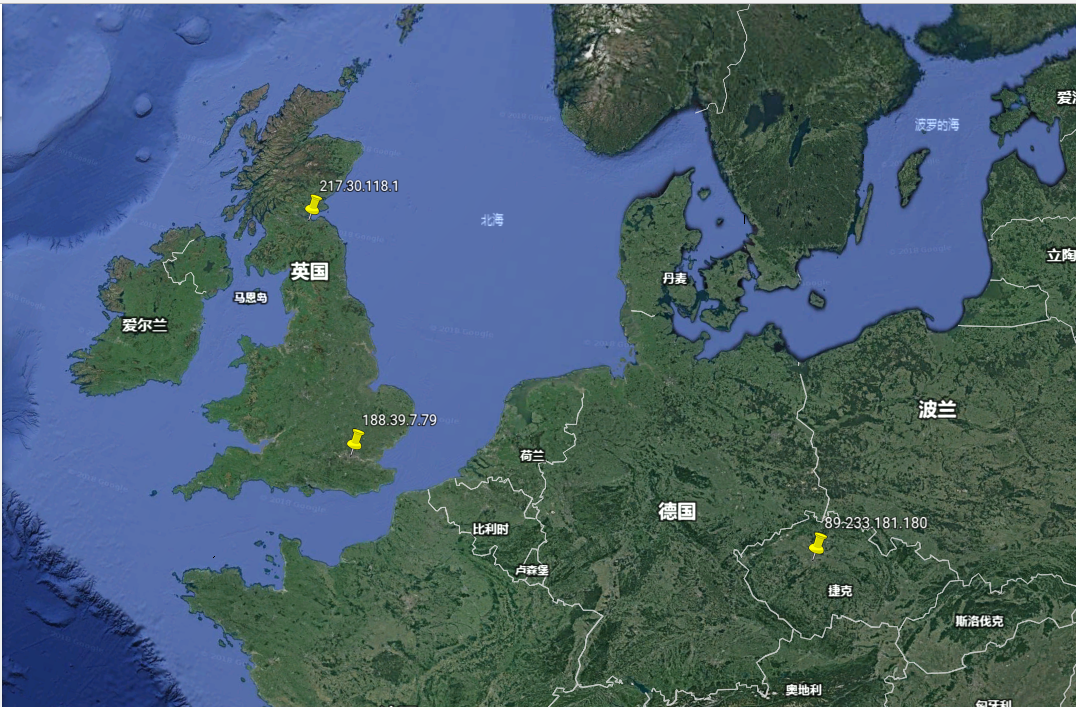 爱沙
波罗的海
217.30.118.1
北海
立陶
英国
丹麦
马恩岛
爱尔兰
波兰
188.39.7.79
荷兰
德国
89.233.181.180
比利时
卢森堡
捷克
斯洛伐克
奥地利
匈牙利